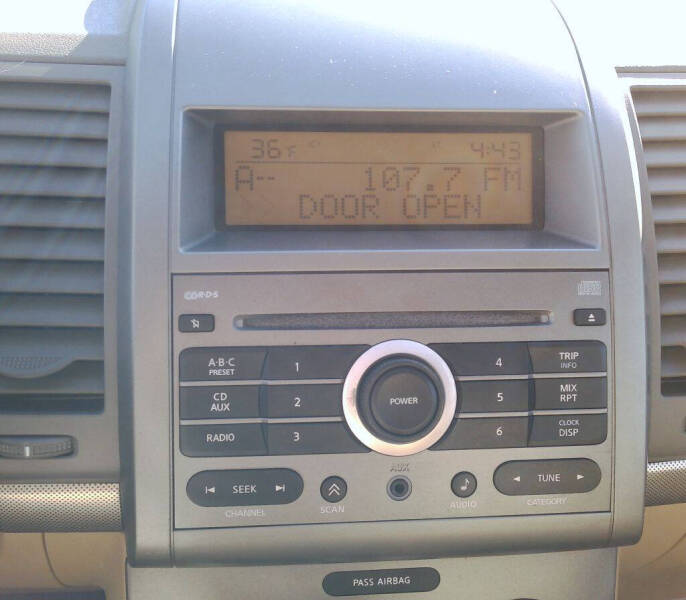 36°F 4:43
A-- 107.7 FM
DOOR OPEN
R·D·S
A·B·C
PRESET
1
4
TRIP
INFO
CD
AUX
2
POWER
5
MIX
RPT
RADIO
3
6
CLOCK
DISP
SEEK
CHANNEL
SCAN
AUX
AUDIO
TUNE
CATEGORY
PASS AIRBAG